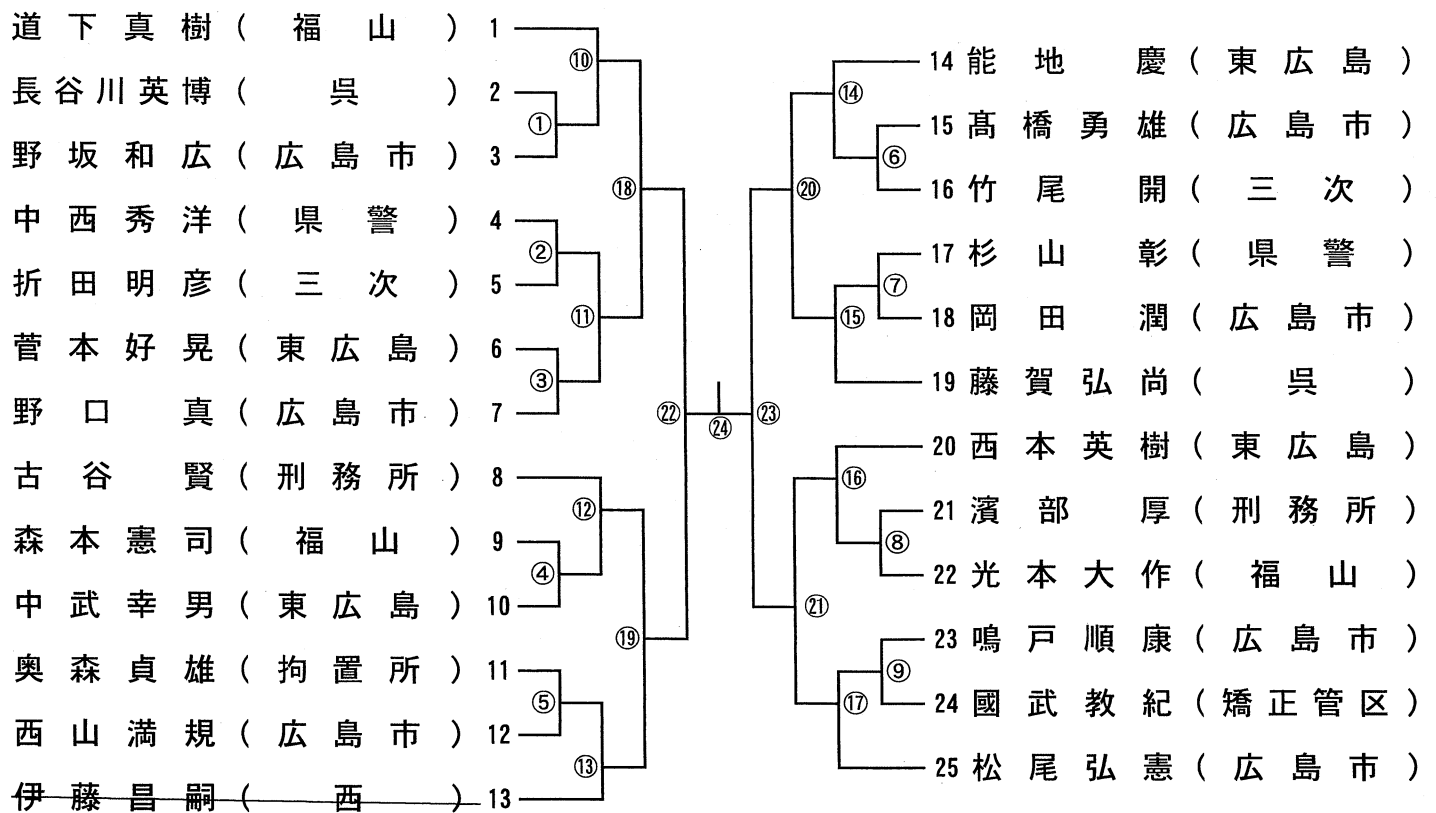 道下真樹(福山) 1
長谷川英博(呉) 2
野坂和広(広島市) 3
中西秀洋(県警) 4
折田明彦(三次) 5
菅本好晃(東広島) 6
野口真(広島市) 7
古谷賢(刑務所) 8
森本憲司(福山) 9
中武幸男(東広島) 10
奥森貞雄(拘置所) 11
西山満規(広島市) 12
伊藤昌嗣(西) 13
⑩
①
⑱
②
⑪
③
㉒
⑫
④
⑲
⑤
⑬
㉔
㉓
⑭
⑥
⑳
⑦
⑮
⑯
⑧
㉑
⑨
⑰
14 能地慶(東広島)
15 髙橋勇雄(広島市)
16 竹尾開(三次)
17 杉山彰(県警)
18 岡田潤(広島市)
19 藤賀弘尚(呉)
20 西本英樹(東広島)
21 濱部厚(刑務所)
22 光本大作(福山)
23 鳴戸順康(広島市)
24 國武教紀(矯正管区)
25 松尾弘憲(広島市)